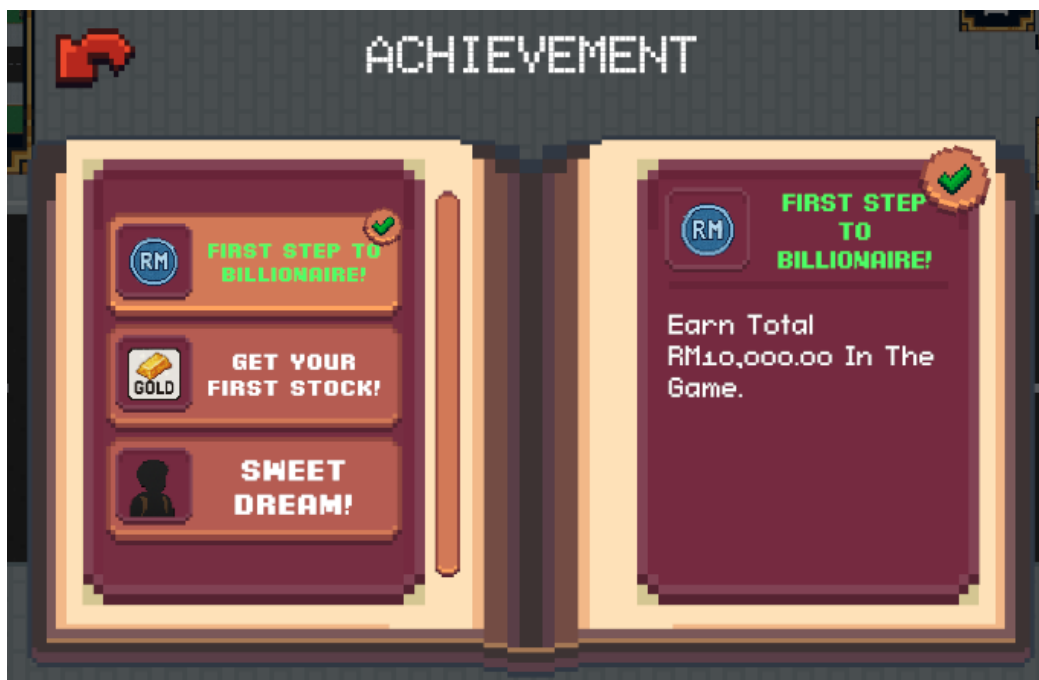 ACHIEVEMENT
RM
FIRST STEP TO
BILLIONAIRE!
GOLD
GET YOUR
FIRST STOCK!
SWEET
DREAM!
RM
FIRST STEP
TO
BILLIONAIRE!
Earn Total
RM10,000.00 In The
Game.